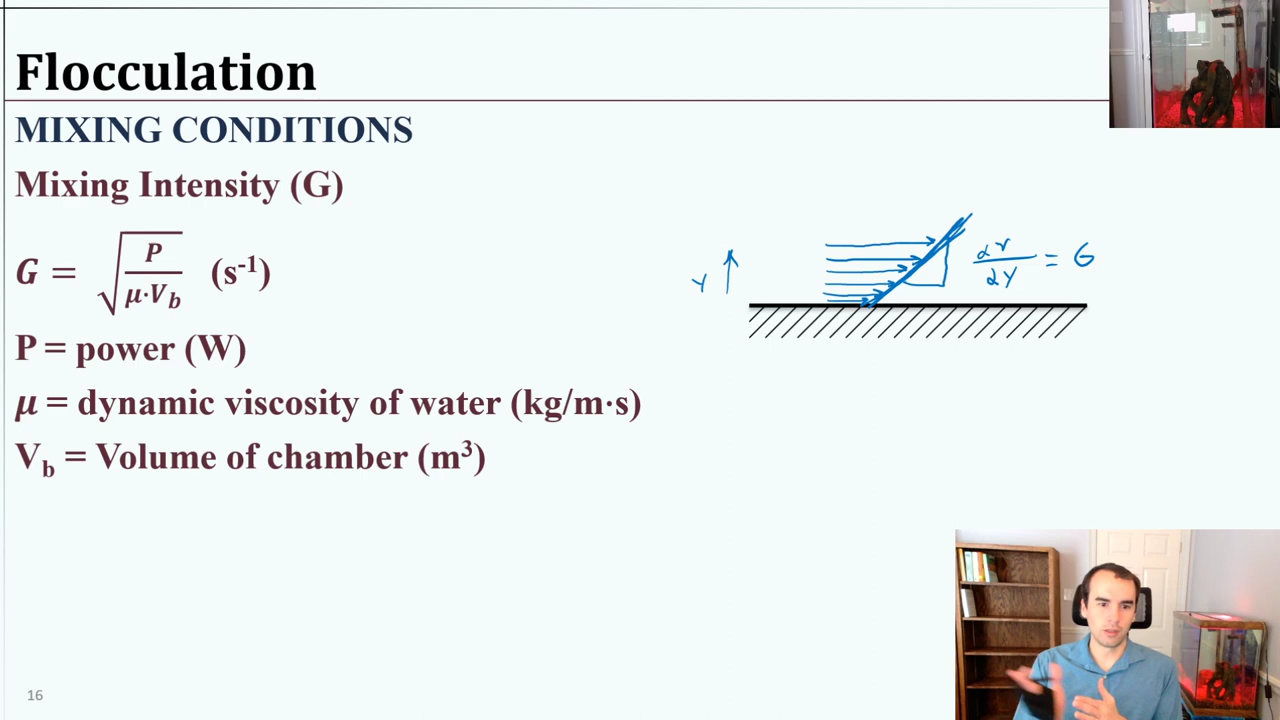 Flocculation
MIXING CONDITIONS
Mixing Intensity (G)
G = √(P / μ·V_b) (s⁻¹)
P = power (W)
μ = dynamic viscosity of water (kg/m·s)
V_b = Volume of chamber (m³)
Y
dv/dy = G
16